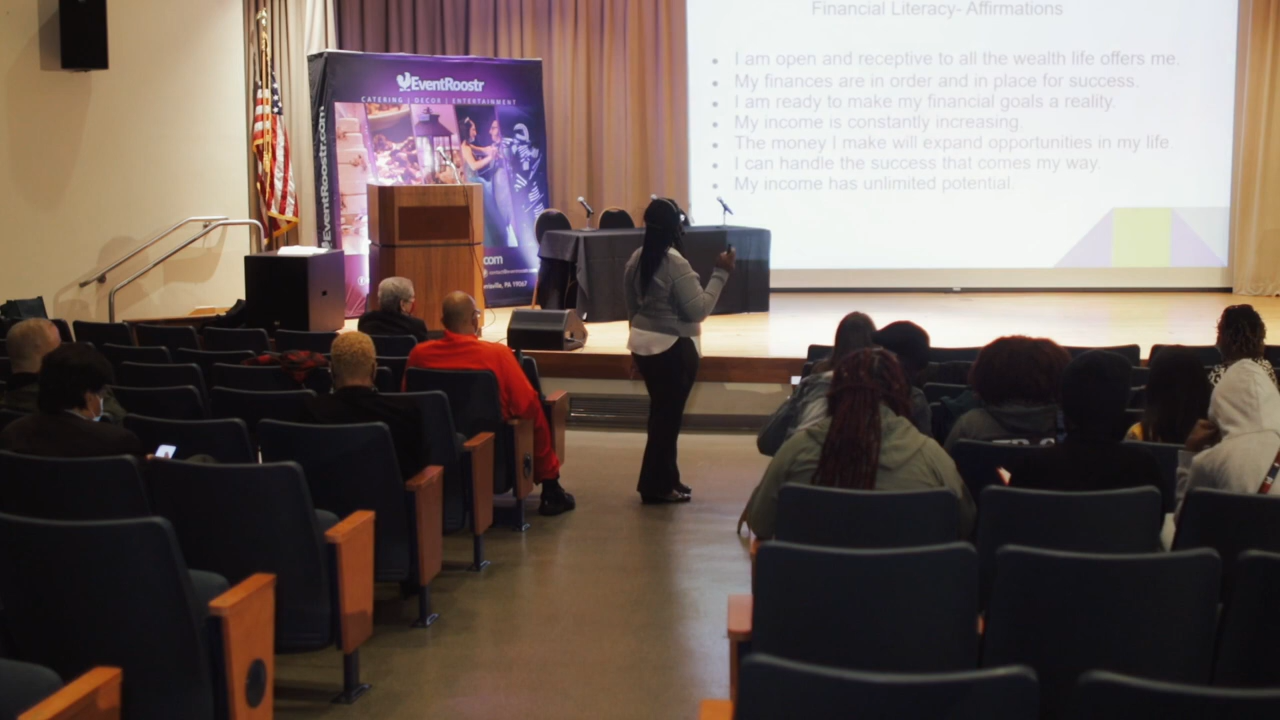 Financial Literacy- Affirmations
I am open and receptive to all the wealth life offers me.
My finances are in order and in place for success.
I am ready to make my financial goals a reality.
My income is constantly increasing.
The money I make will expand opportunities in my life
I can handle the success that comes my way.
My income has unlimited potential
EventRoostr
CATERING | DECOR | ENTERTAINMENT
EventRoostr.com
.com
PA 19067